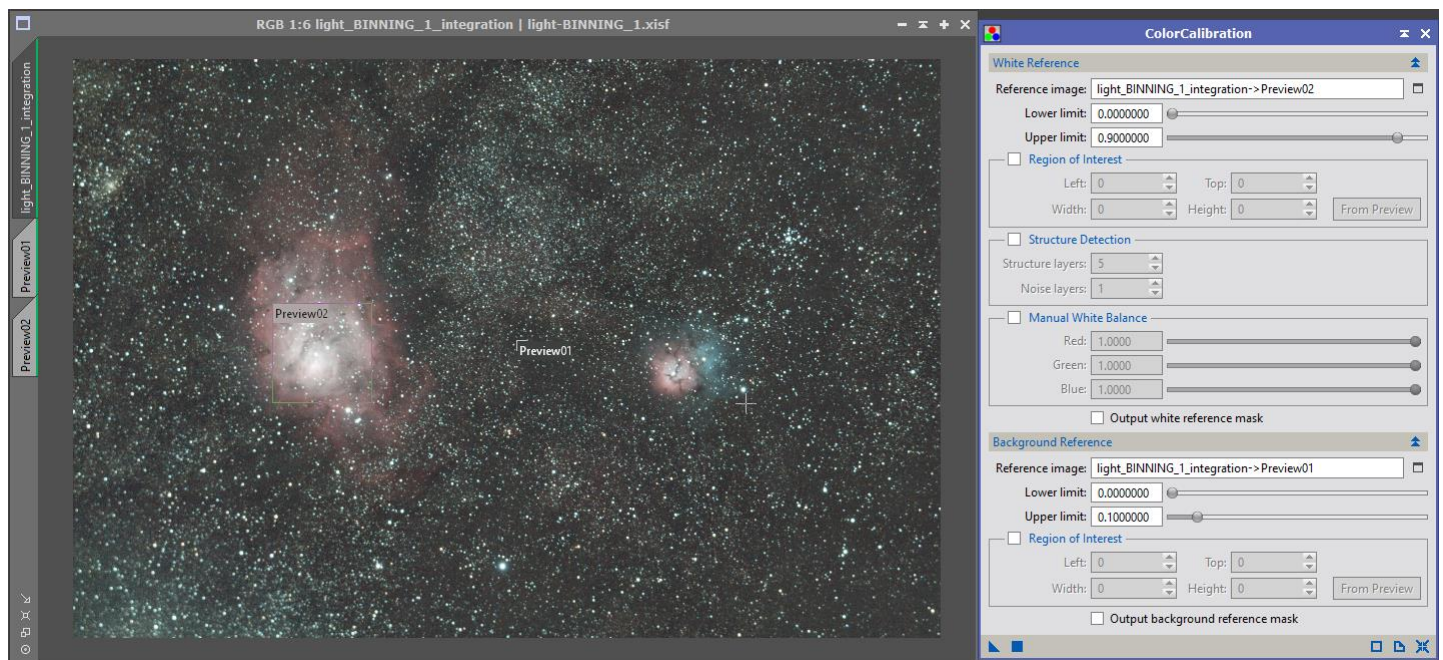 RGB 1:6 light_BINNING_1_integration | light-BINNING_1.xisf
light_BINNING_1_integration
Preview01
Preview02
Preview02
Preview01
ColorCalibration
White Reference
Reference image: light_BINNING_1_integration->Preview02
Lower limit: 0.0000000
Upper limit: 0.9000000
Region of Interest
Left: 0 Top: 0
Width: 0 Height: 0 From Preview
Structure Detection
Structure layers: 5
Noise layers: 1
Manual White Balance
Red: 1.0000
Green: 1.0000
Blue: 1.0000
Output white reference mask
Background Reference
Reference image: light_BINNING_1_integration->Preview01
Lower limit: 0.0000000
Upper limit: 0.1000000
Region of Interest
Left: 0 Top: 0
Width: 0 Height: 0 From Preview
Output background reference mask